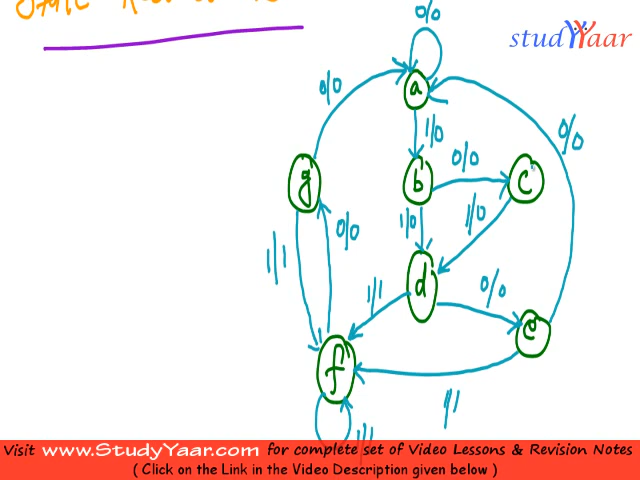 studYYaar
0/0
a
0/0
1/0
0/0
g
b
0/0
c
1/0
1/0
0/0
1/1
d
1/1
0/0
e
f
1/1
1/1
Visit www.StudyYaar.com for complete set of Video Lessons & Revision Notes
( Click on the Link in the Video Description given below )